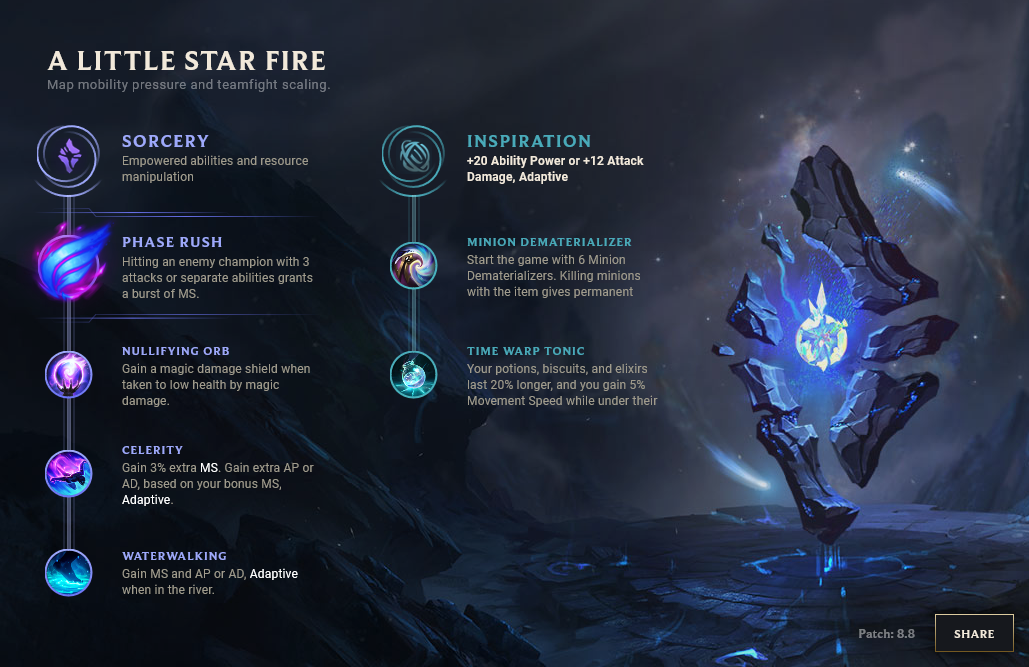 A LITTLE STAR FIRE
Map mobility pressure and teamfight scaling.
SORCERY
Empowered abilities and resource
manipulation
PHASE RUSH
Hitting an enemy champion with 3
attacks or separate abilities grants
a burst of MS.
NULLIFYING ORB
Gain a magic damage shield when
taken to low health by magic
damage.
CELERITY
Gain 3% extra MS. Gain extra AP or
AD, based on your bonus MS,
Adaptive.
WATERWALKING
Gain MS and AP or AD, Adaptive
when in the river.
INSPIRATION
+20 Ability Power or +12 Attack
Damage, Adaptive
MINION DEMATERIALIZER
Start the game with 6 Minion
Dematerializers. Killing minions
with the item gives permanent
TIME WARP TONIC
Your potions, biscuits, and elixirs
last 20% longer, and you gain 5%
Movement Speed while under their
Patch: 8.8
SHARE